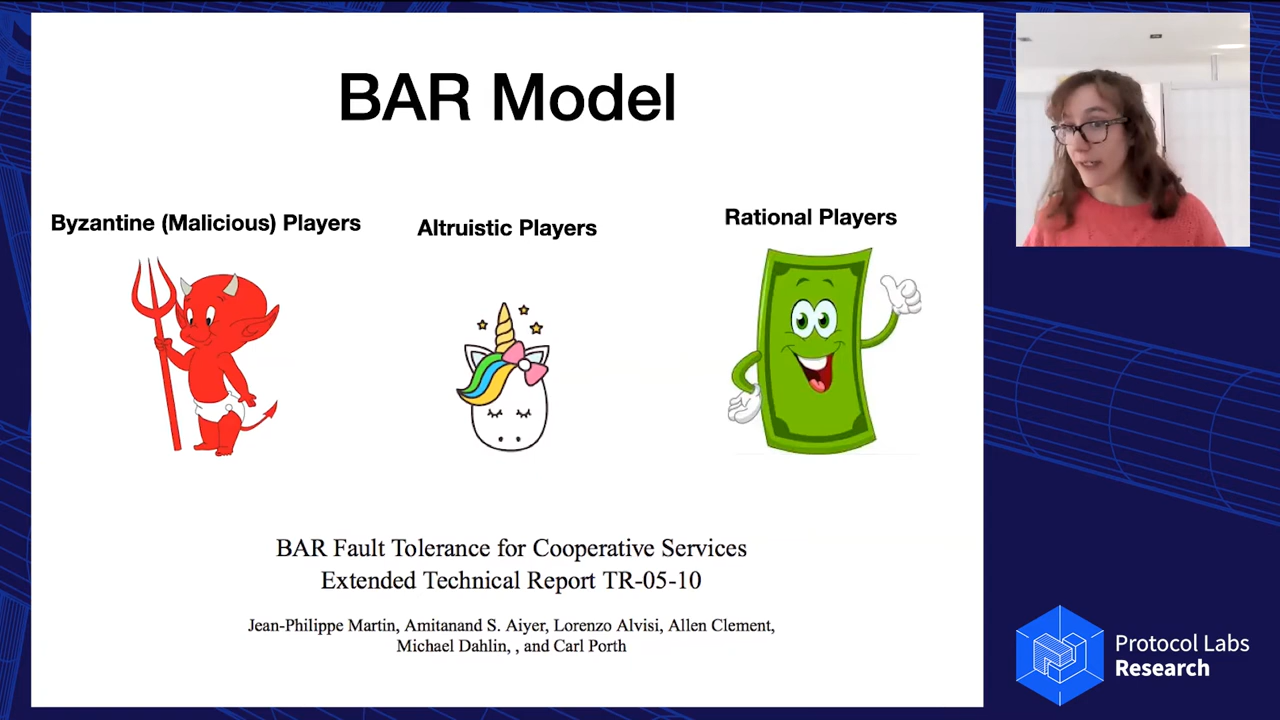 BAR Model
Byzantine (Malicious) Players
Altruistic Players
Rational Players
BAR Fault Tolerance for Cooperative Services
Extended Technical Report TR-05-10
Jean-Philippe Martin, Amitanand S. Aiyer, Lorenzo Alvisi, Allen Clement,
Michael Dahlin, , and Carl Porth
Protocol Labs
Research